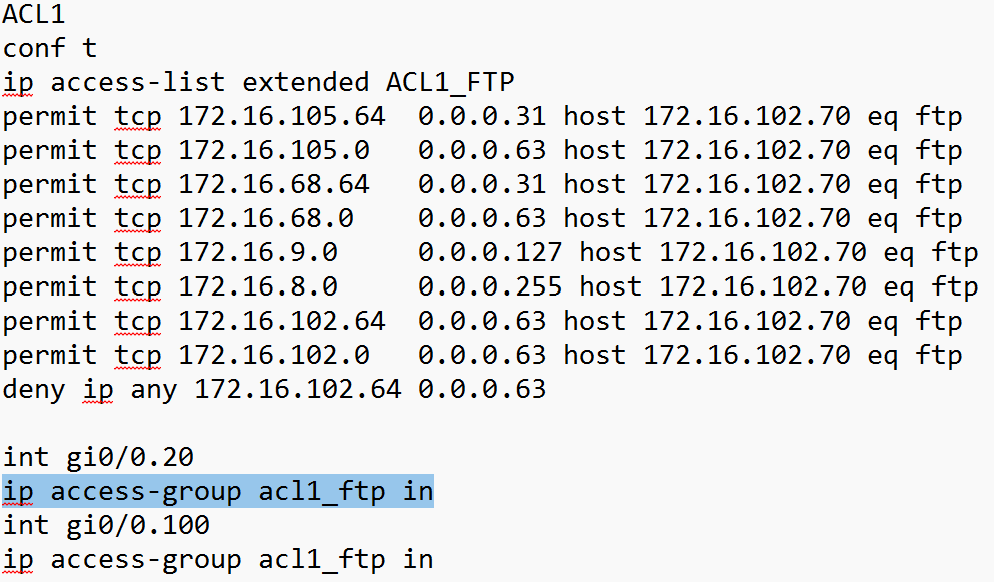 ACL1
conf t
ip access-list extended ACL1_FTP
permit tcp 172.16.105.64  0.0.0.31 host 172.16.102.70 eq ftp
permit tcp 172.16.105.0   0.0.0.63 host 172.16.102.70 eq ftp
permit tcp 172.16.68.64   0.0.0.31 host 172.16.102.70 eq ftp
permit tcp 172.16.68.0    0.0.0.63 host 172.16.102.70 eq ftp
permit tcp 172.16.9.0     0.0.0.127 host 172.16.102.70 eq ftp
permit tcp 172.16.8.0     0.0.0.255 host 172.16.102.70 eq ftp
permit tcp 172.16.102.64  0.0.0.63 host 172.16.102.70 eq ftp
permit tcp 172.16.102.0   0.0.0.63 host 172.16.102.70 eq ftp
deny ip any 172.16.102.64 0.0.0.63

int gi0/0.20
ip access-group acl1_ftp in
int gi0/0.100
ip access-group acl1_ftp in